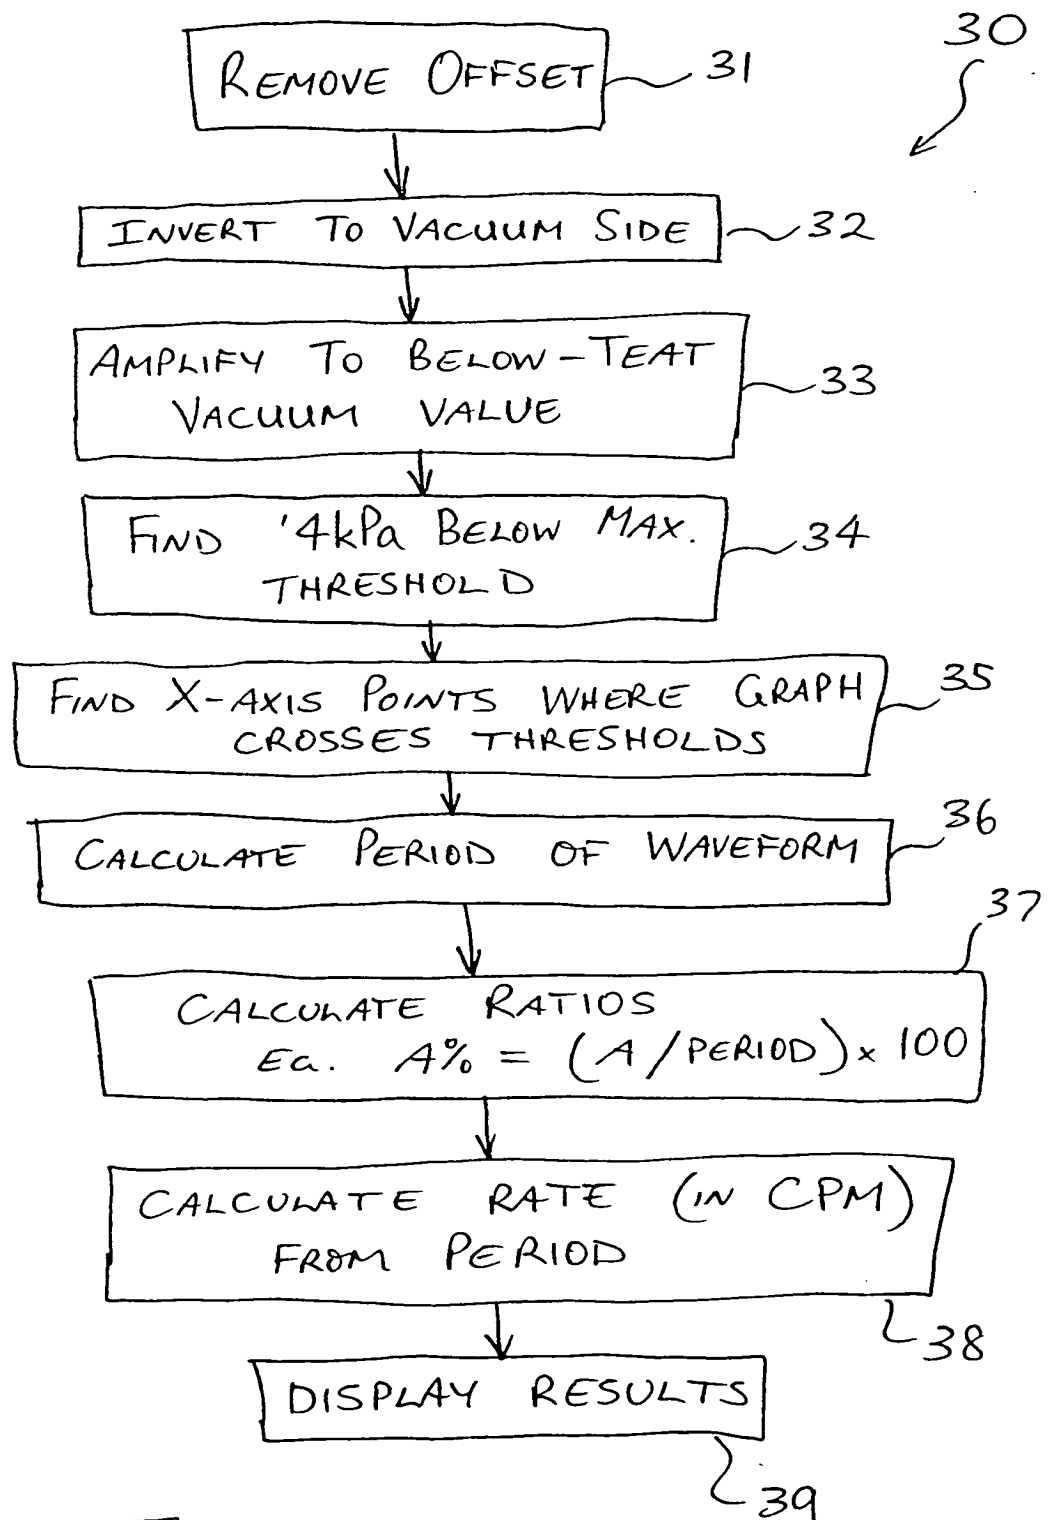 30
REMOVE OFFSET
31
INVERT TO VACUUM SIDE
32
AMPLIFY TO BELOW-TEAT
VACUUM VALUE
33
FIND '4kPa BELOW MAX.
THRESHOLD
34
FIND X-AXIS POINTS WHERE GRAPH
CROSSES THRESHOLDS
35
CALCULATE PERIOD OF WAVEFORM
36
37
CALCULATE RATIOS
EG. A% = (A/PERIOD) × 100
CALCULATE RATE (IN CPM)
FROM PERIOD
38
DISPLAY RESULTS
39